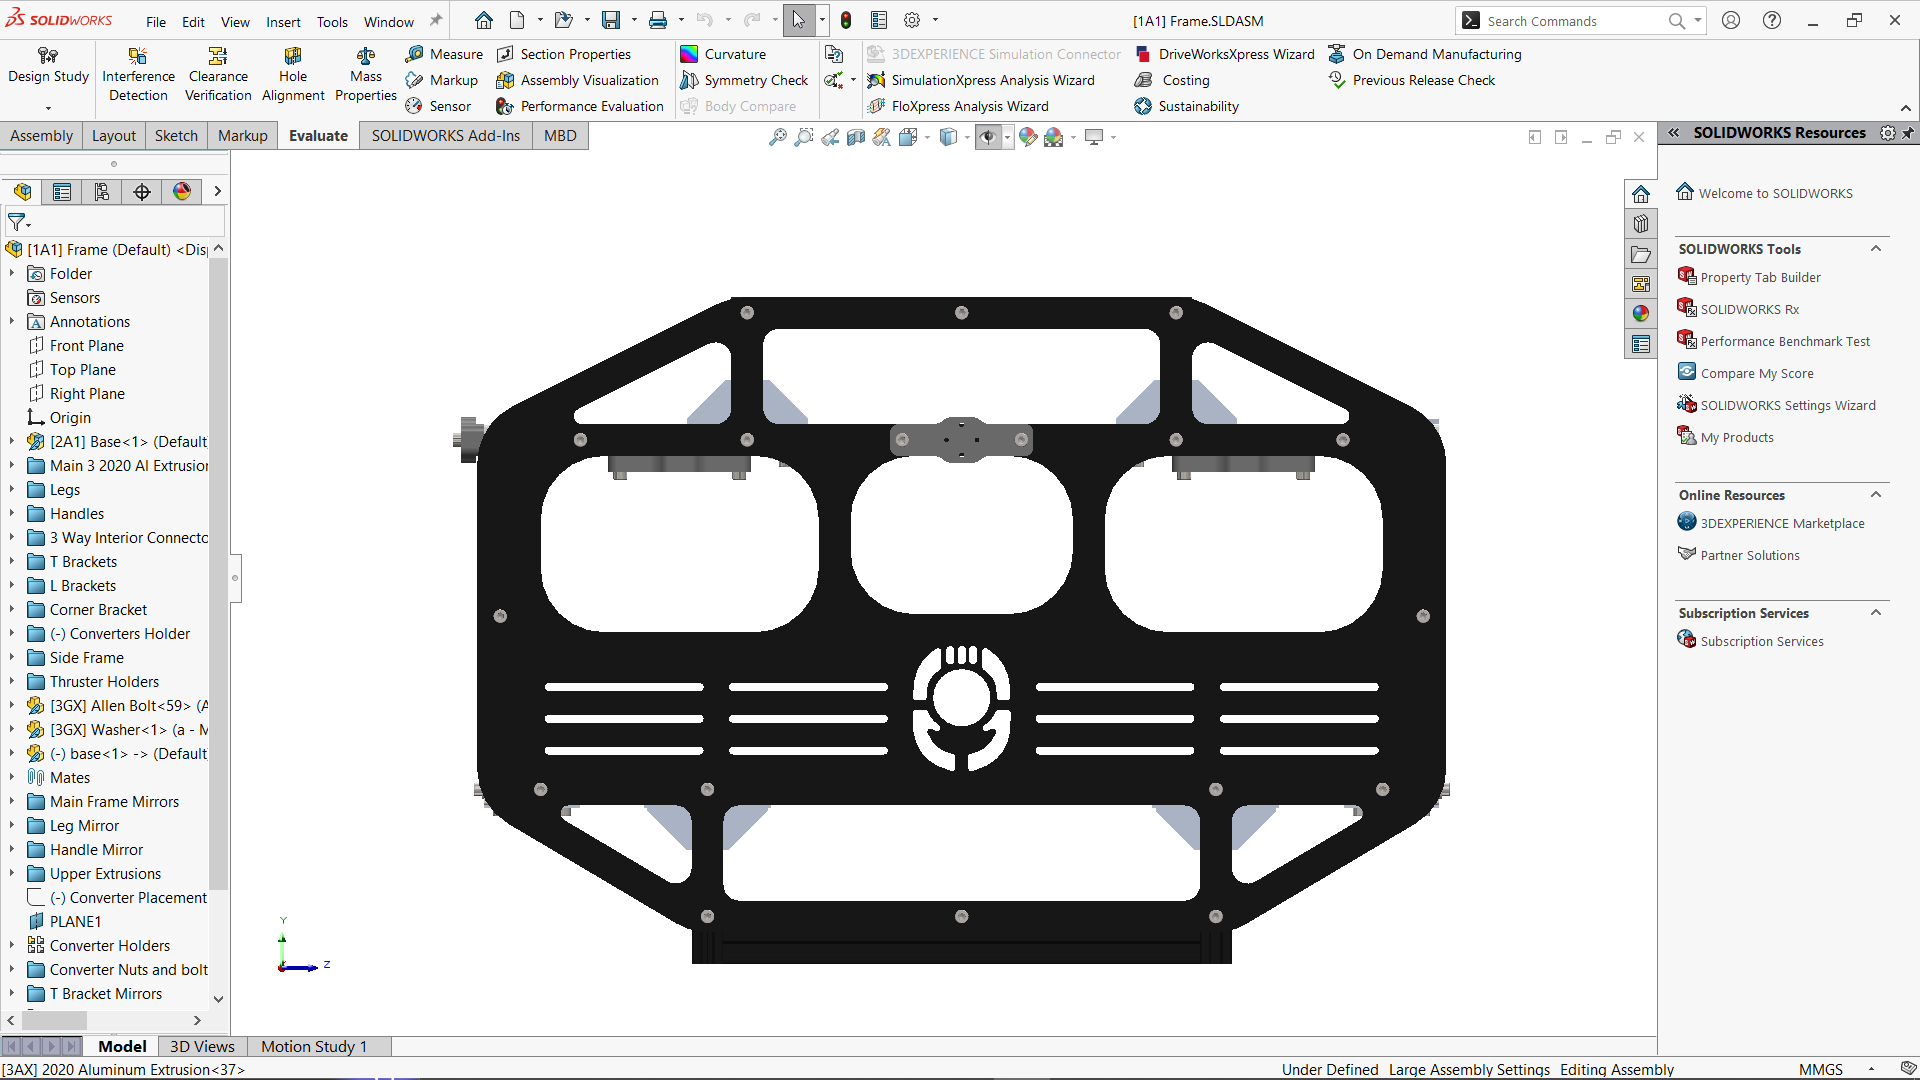 SOLIDWORKS File Edit View Insert Tools Window [1A1] Frame.SLDASM Search Commands
Design Study
Interference Detection
Clearance Verification
Hole Alignment
Mass Properties
Measure
Markup
Sensor
Section Properties
Assembly Visualization
Performance Evaluation
Curvature
Symmetry Check
Body Compare
3DEXPERIENCE Simulation Connector
SimulationXpress Analysis Wizard
FloXpress Analysis Wizard
DriveWorksXpress Wizard
Costing
Sustainability
On Demand Manufacturing
Previous Release Check
Assembly Layout Sketch Markup Evaluate SOLIDWORKS Add-Ins MBD
[1A1] Frame (Default) <Dis
Folder
Sensors
Annotations
Front Plane
Top Plane
Right Plane
Origin
[2A1] Base<1> (Default
Main 3 2020 Al Extrusior
Legs
Handles
3 Way Interior Connecto
T Brackets
L Brackets
Corner Bracket
(-) Converters Holder
Side Frame
Thruster Holders
[3GX] Allen Bolt<59> (A
[3GX] Washer<1> (a - M
(-) base<1> -> (Default
Mates
Main Frame Mirrors
Leg Mirror
Handle Mirror
Upper Extrusions
(-) Converter Placement
PLANE1
Converter Holders
Converter Nuts and bolt
T Bracket Mirrors
Y
Z
SOLIDWORKS Resources
Welcome to SOLIDWORKS
SOLIDWORKS Tools
Property Tab Builder
SOLIDWORKS Rx
Performance Benchmark Test
Compare My Score
SOLIDWORKS Settings Wizard
My Products
Online Resources
3DEXPERIENCE Marketplace
Partner Solutions
Subscription Services
Subscription Services
Model 3D Views Motion Study 1
[3AX] 2020 Aluminum Extrusion<37> Under Defined Large Assembly Settings Editing Assembly MMGS